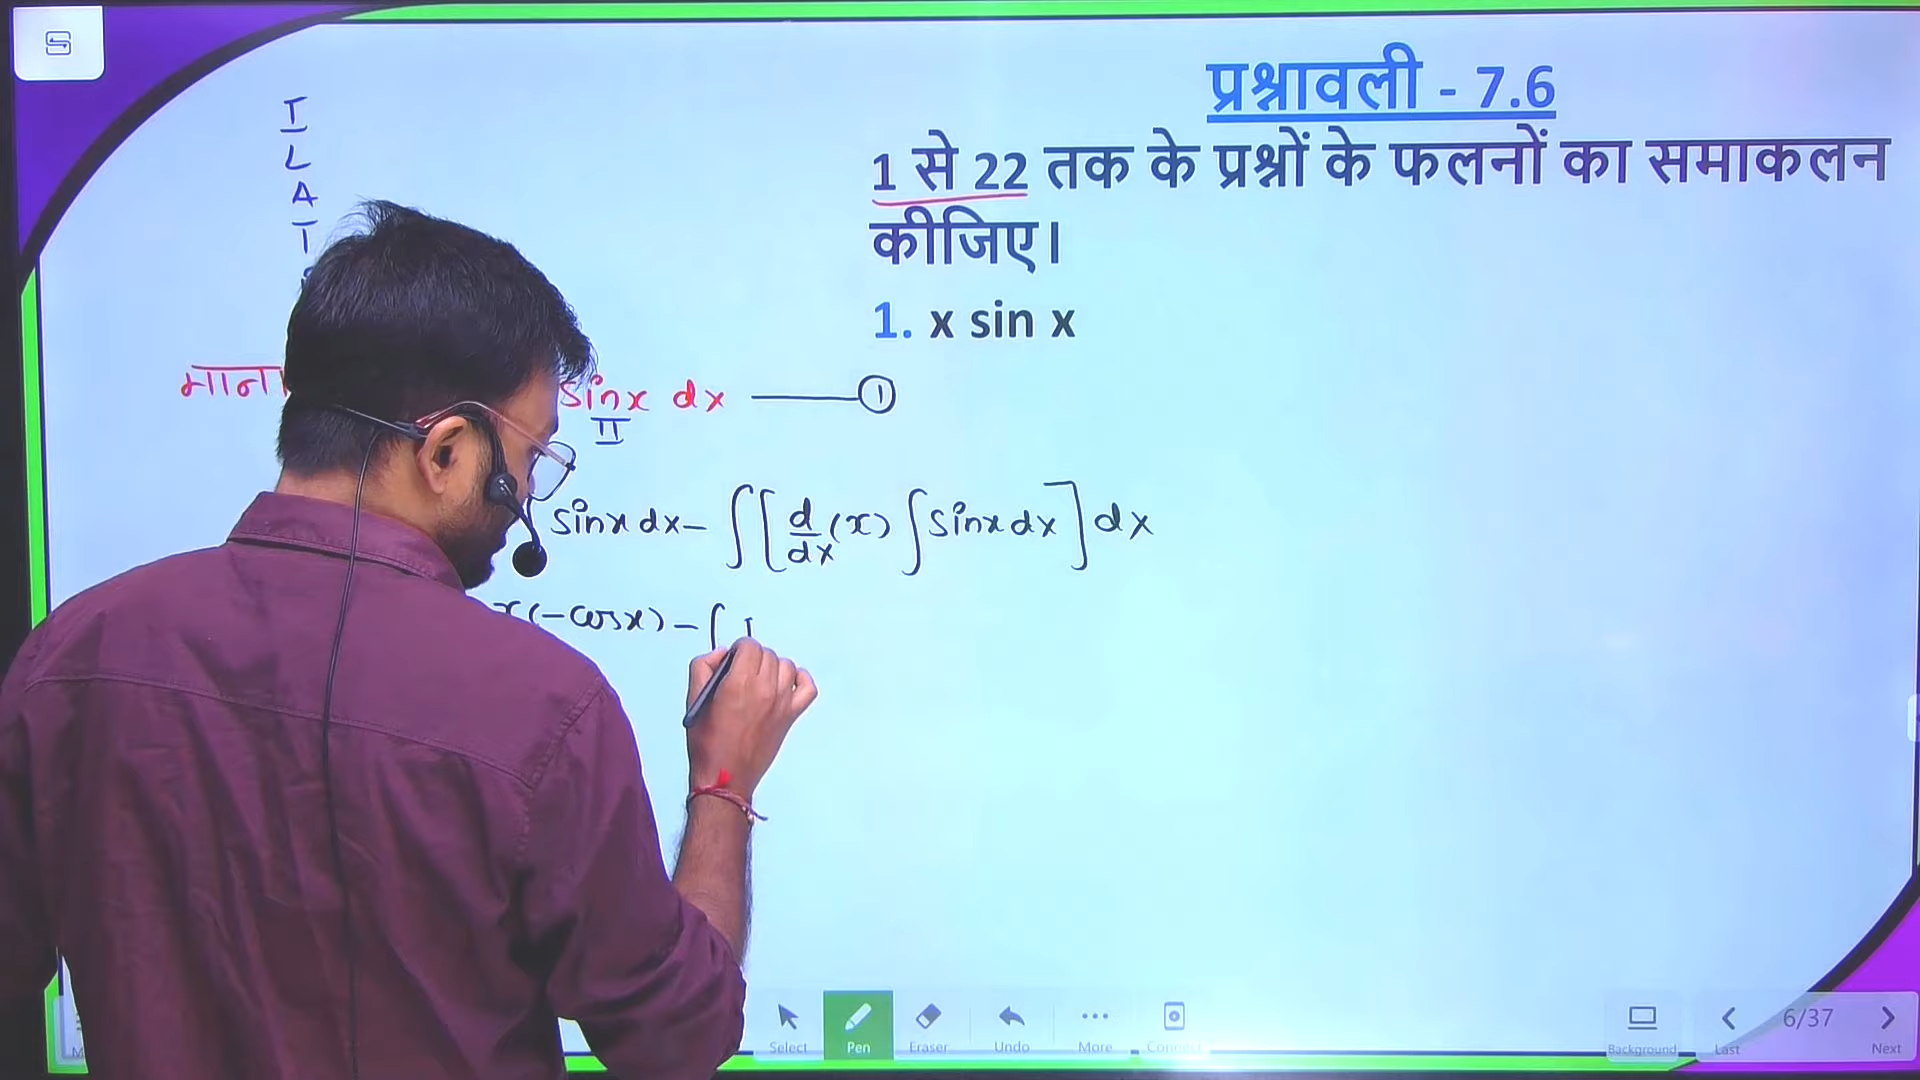 प्रश्नावली - 7.6
1 से 22 तक के प्रश्नों के फलनों का समाकलन
कीजिए।
1. x sin x
I
L
A
T
माना sinx dx ——— ①
II
∫ sinx dx - ∫ [ d/dx (x) ∫ sinx dx ] dx
x(-cosx) - ∫ 1
Select Pen Eraser Undo More Background Last 6/37 Next